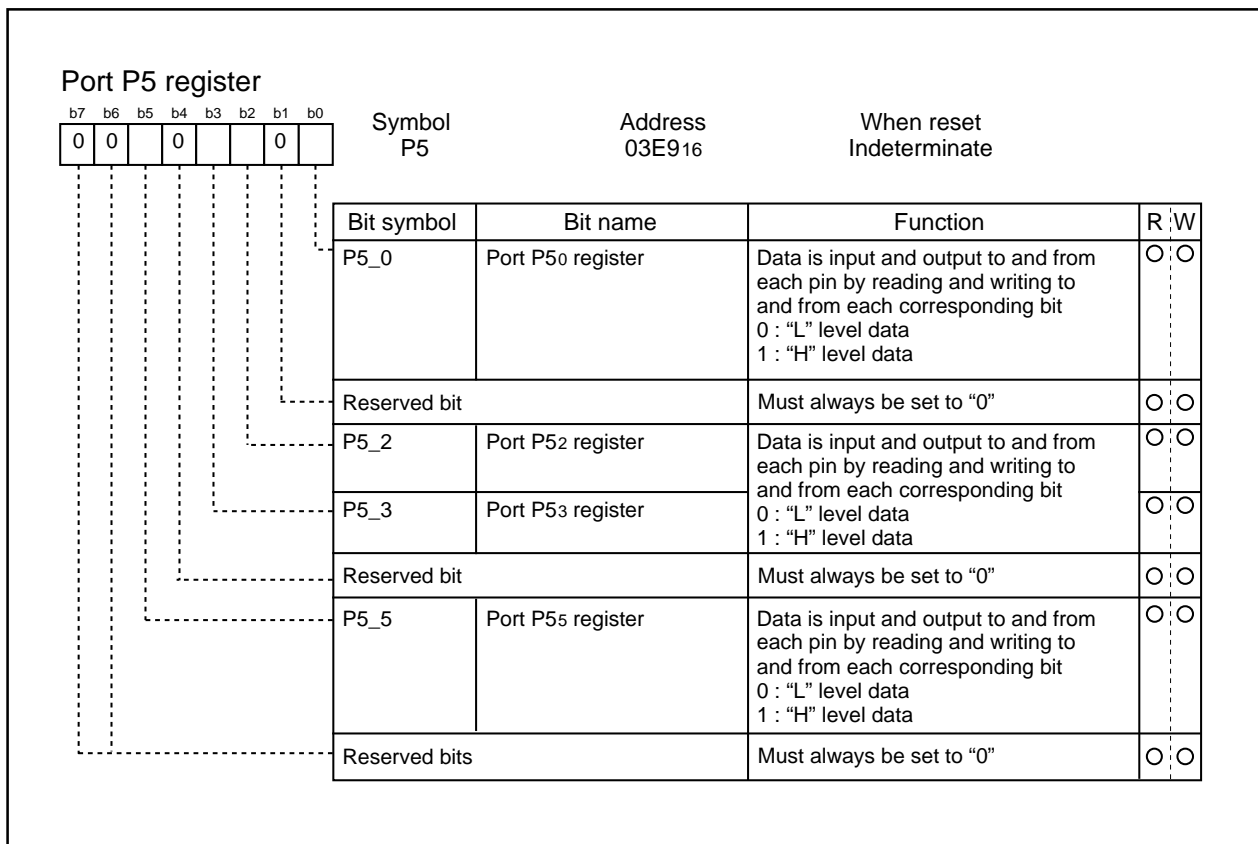 Port P5 register
b7 b6 b5 b4 b3 b2 b1 b0
0 0 0 0
Symbol Address When reset
P5 03E916 Indeterminate
Bit symbol Bit name Function R W
P5_0 Port P50 register Data is input and output to and from
each pin by reading and writing to
and from each corresponding bit
0 : “L” level data
1 : “H” level data
Reserved bit Must always be set to “0”
P5_2 Port P52 register Data is input and output to and from
each pin by reading and writing to
and from each corresponding bit
P5_3 Port P53 register 0 : “L” level data
1 : “H” level data
Reserved bit Must always be set to “0”
P5_5 Port P55 register Data is input and output to and from
each pin by reading and writing to
and from each corresponding bit
0 : “L” level data
1 : “H” level data
Reserved bits Must always be set to “0”